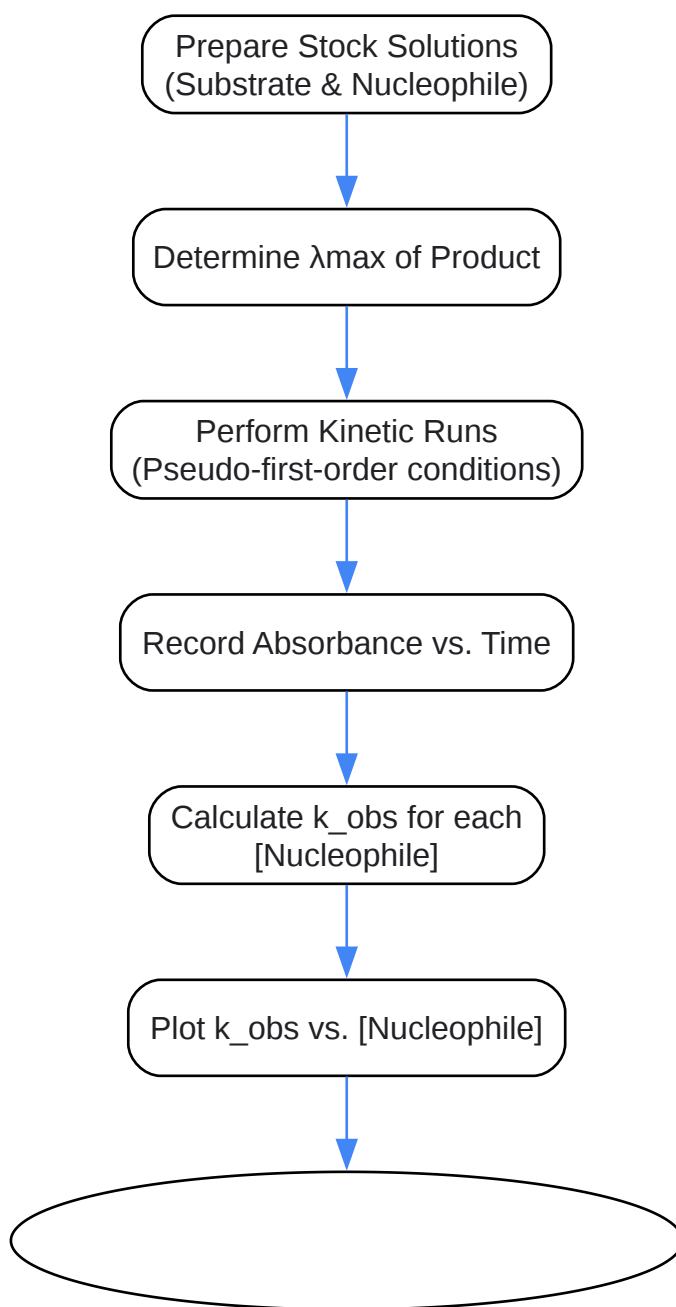 Prepare Stock Solutions
(Substrate & Nucleophile)
Determine λmax of Product
Perform Kinetic Runs
(Pseudo-first-order conditions)
Record Absorbance vs. Time
Calculate k_obs for each
[Nucleophile]
Plot k_obs vs. [Nucleophile]